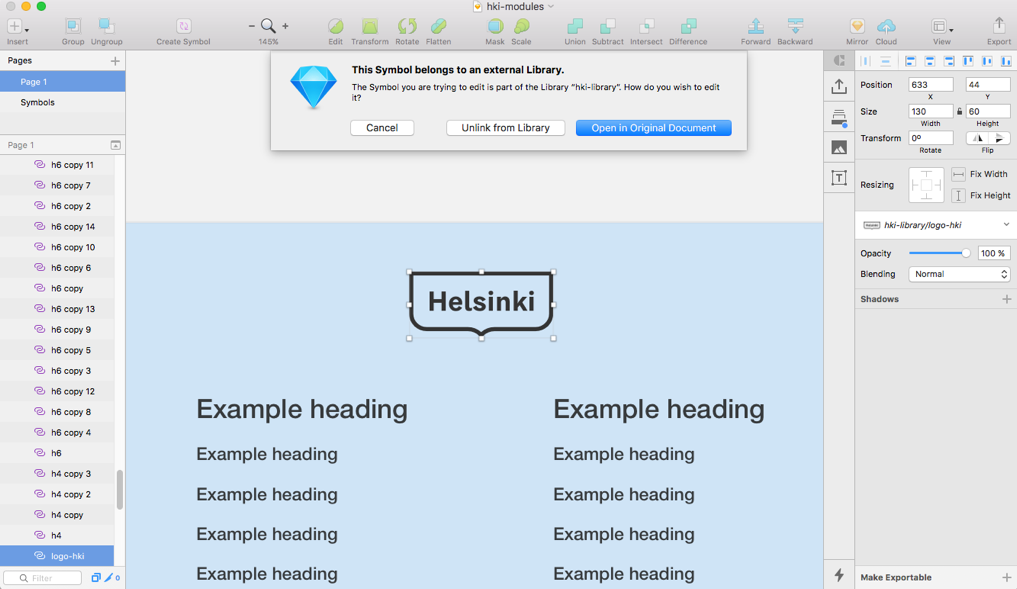 hki-modules
Insert
Group
Ungroup
Create Symbol
145%
Edit
Transform
Rotate
Flatten
Mask
Scale
Union
Subtract
Intersect
Difference
Forward
Backward
Mirror
Cloud
View
Export
Pages
Page 1
Symbols
Page 1
h6 copy 11
h6 copy 7
h6 copy 2
h6 copy 14
h6 copy 10
h6 copy 6
h6 copy
h6 copy 13
h6 copy 9
h6 copy 5
h6 copy 3
h6 copy 12
h6 copy 8
h6 copy 4
h6
h4 copy 3
h4 copy 2
h4 copy
h4
logo-hki
Filter
0
This Symbol belongs to an external Library.
The Symbol you are trying to edit is part of the Library “hki-library”. How do you wish to edit
it?
Cancel
Unlink from Library
Open in Original Document
Helsinki
Example heading
Example heading
Example heading
Example heading
Example heading
Example heading
Example heading
Example heading
Example heading
Example heading
Position
633
44
X
Y
Size
130
60
Width
Height
Transform
0º
Rotate
Flip
Resizing
Fix Width
Fix Height
hki-library/logo-hki
Opacity
100 %
Blending
Normal
Shadows
Make Exportable